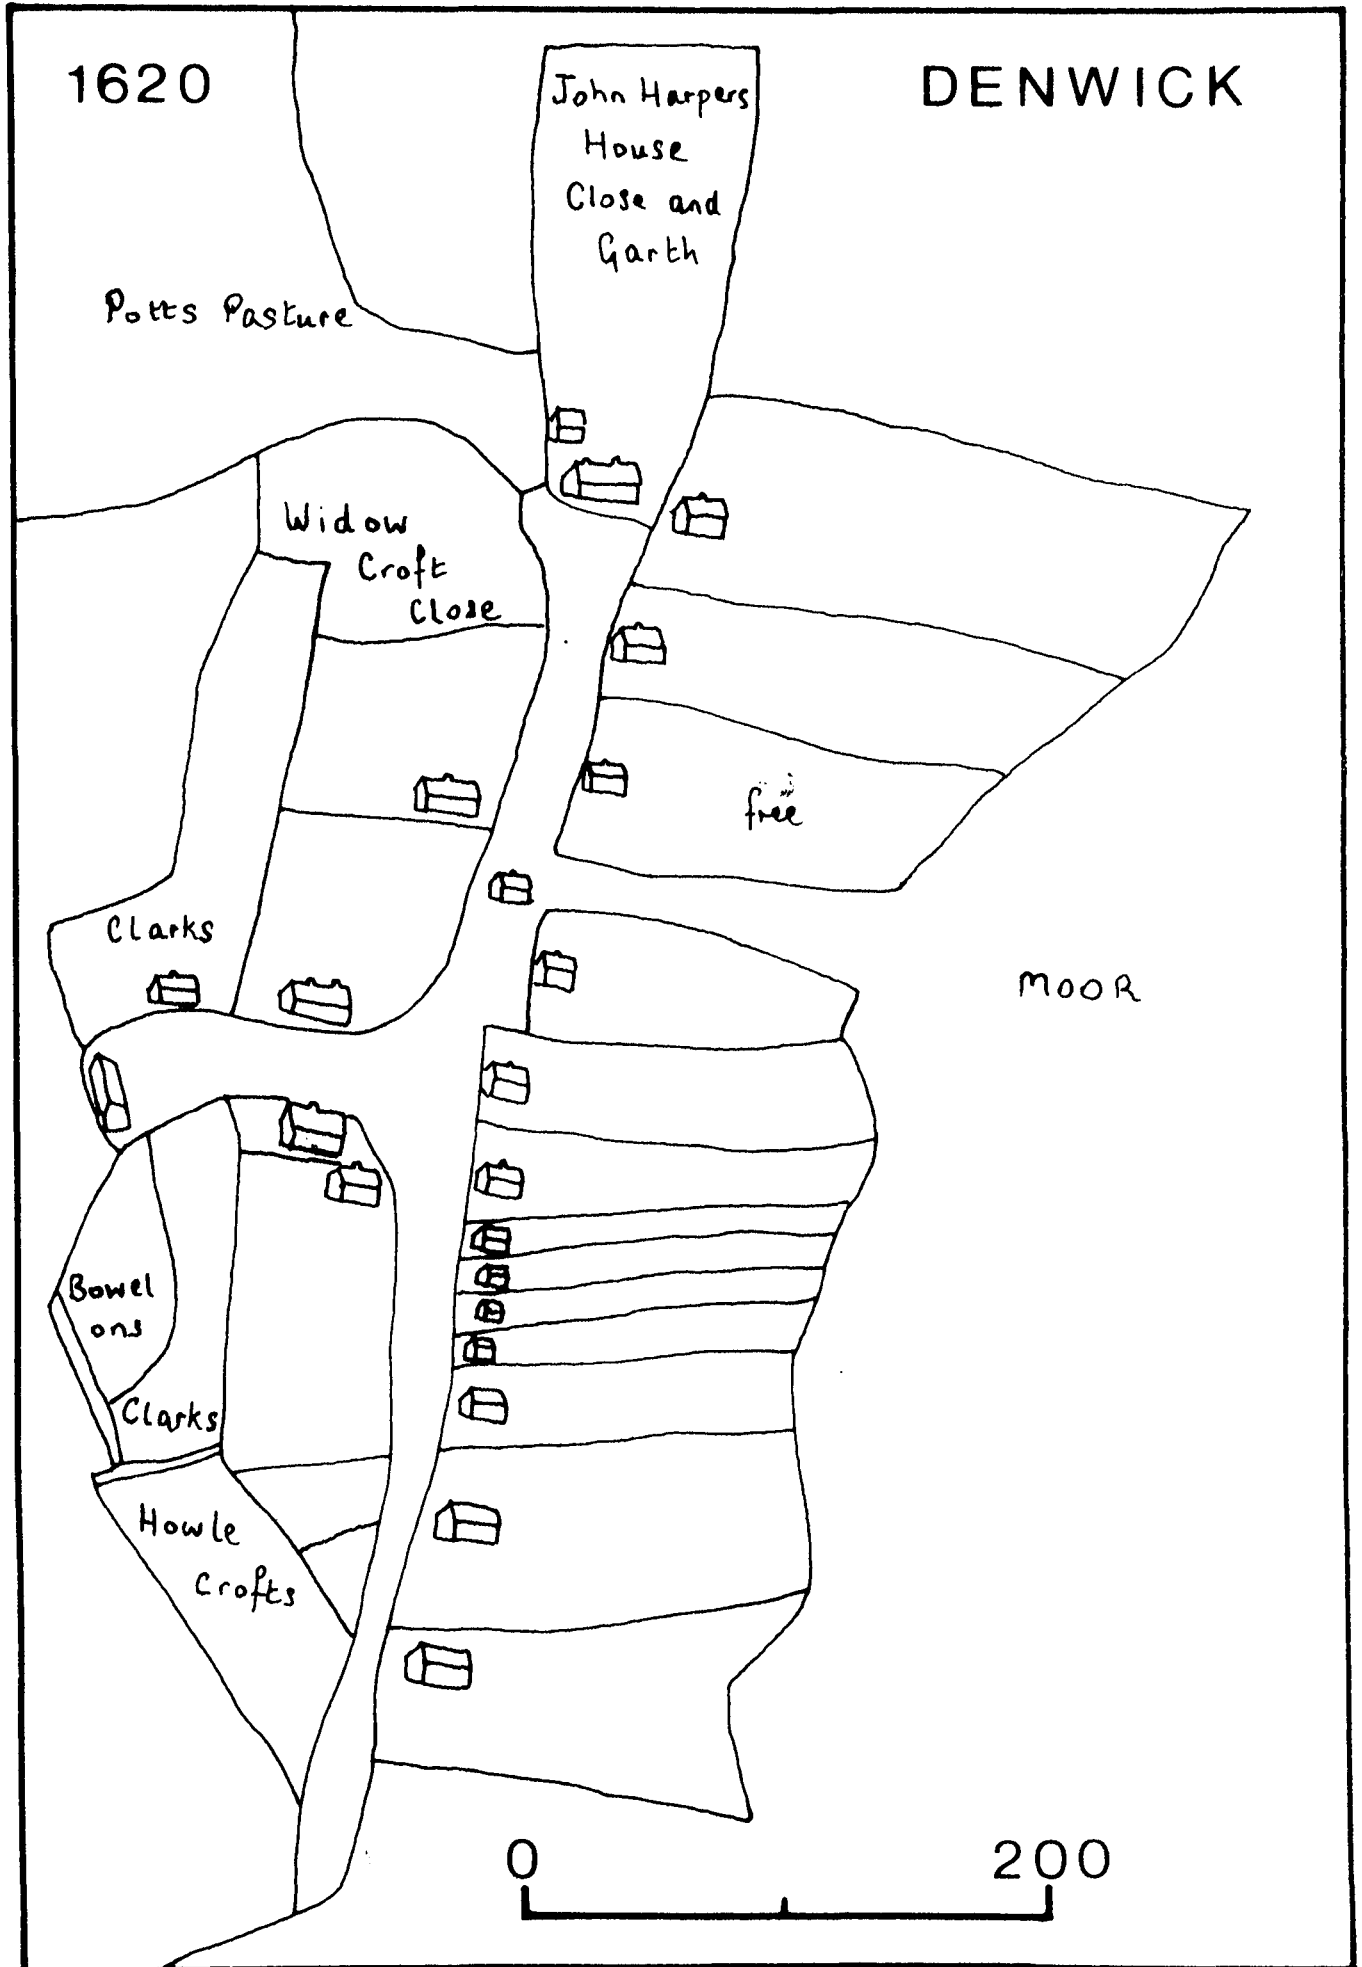 1620
DENWICK
John Harpers
House
Close and
Garth
Potts Pasture
Widow
Croft
Close
free
Clarks
MOOR
Bowel
ons
Clarks
Howle
Crofts
0
200